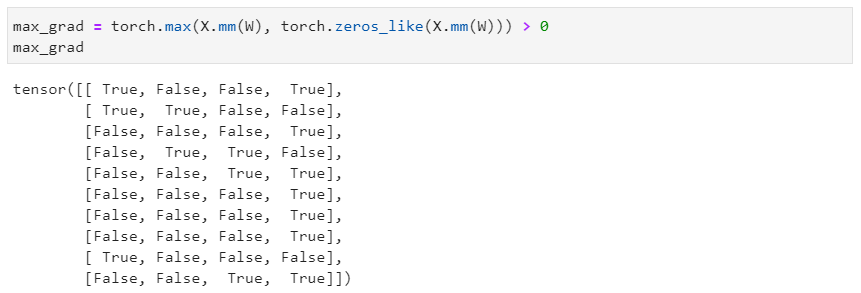 max_grad = torch.max(X.mm(W), torch.zeros_like(X.mm(W))) > 0
max_grad
tensor([[ True, False, False,  True],
        [ True,  True, False, False],
        [False, False, False,  True],
        [False,  True,  True, False],
        [False, False,  True,  True],
        [False, False, False,  True],
        [False, False, False,  True],
        [False, False, False,  True],
        [ True, False, False, False],
        [False, False,  True,  True]])